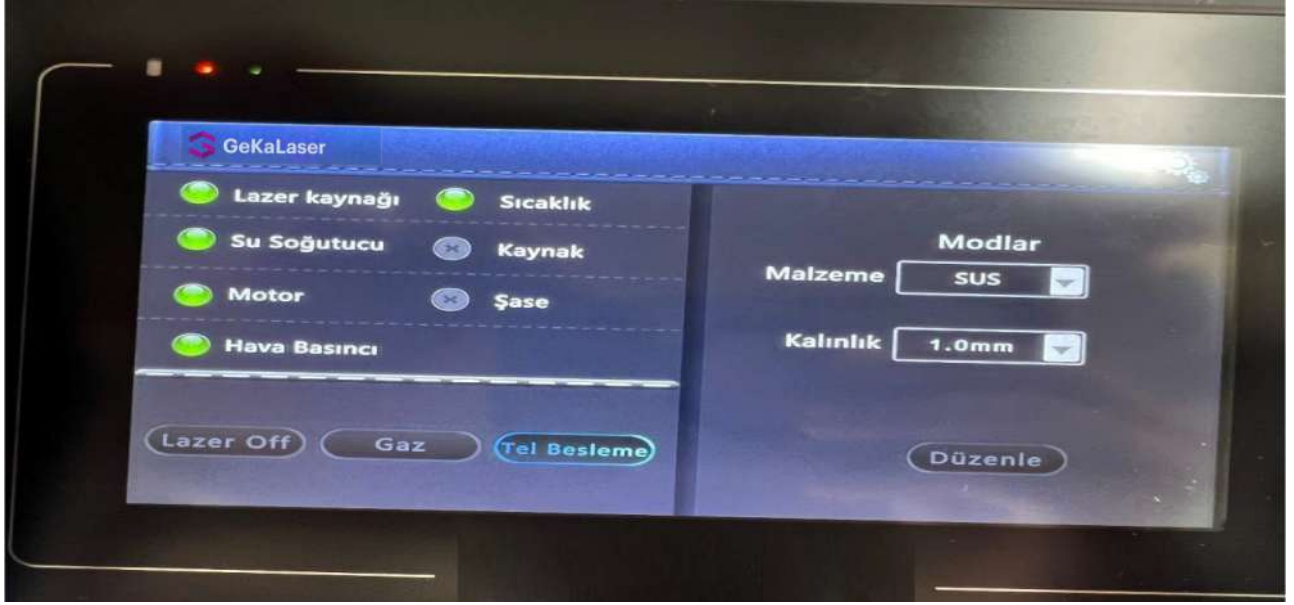 GeKaLaser
Lazer kaynağı Sıcaklık
Su Soğutucu Kaynak
Motor Şase
Hava Basıncı
Lazer Off Gaz Tel Besleme
Modlar
Malzeme SUS
Kalınlık 1.0mm
Düzenle